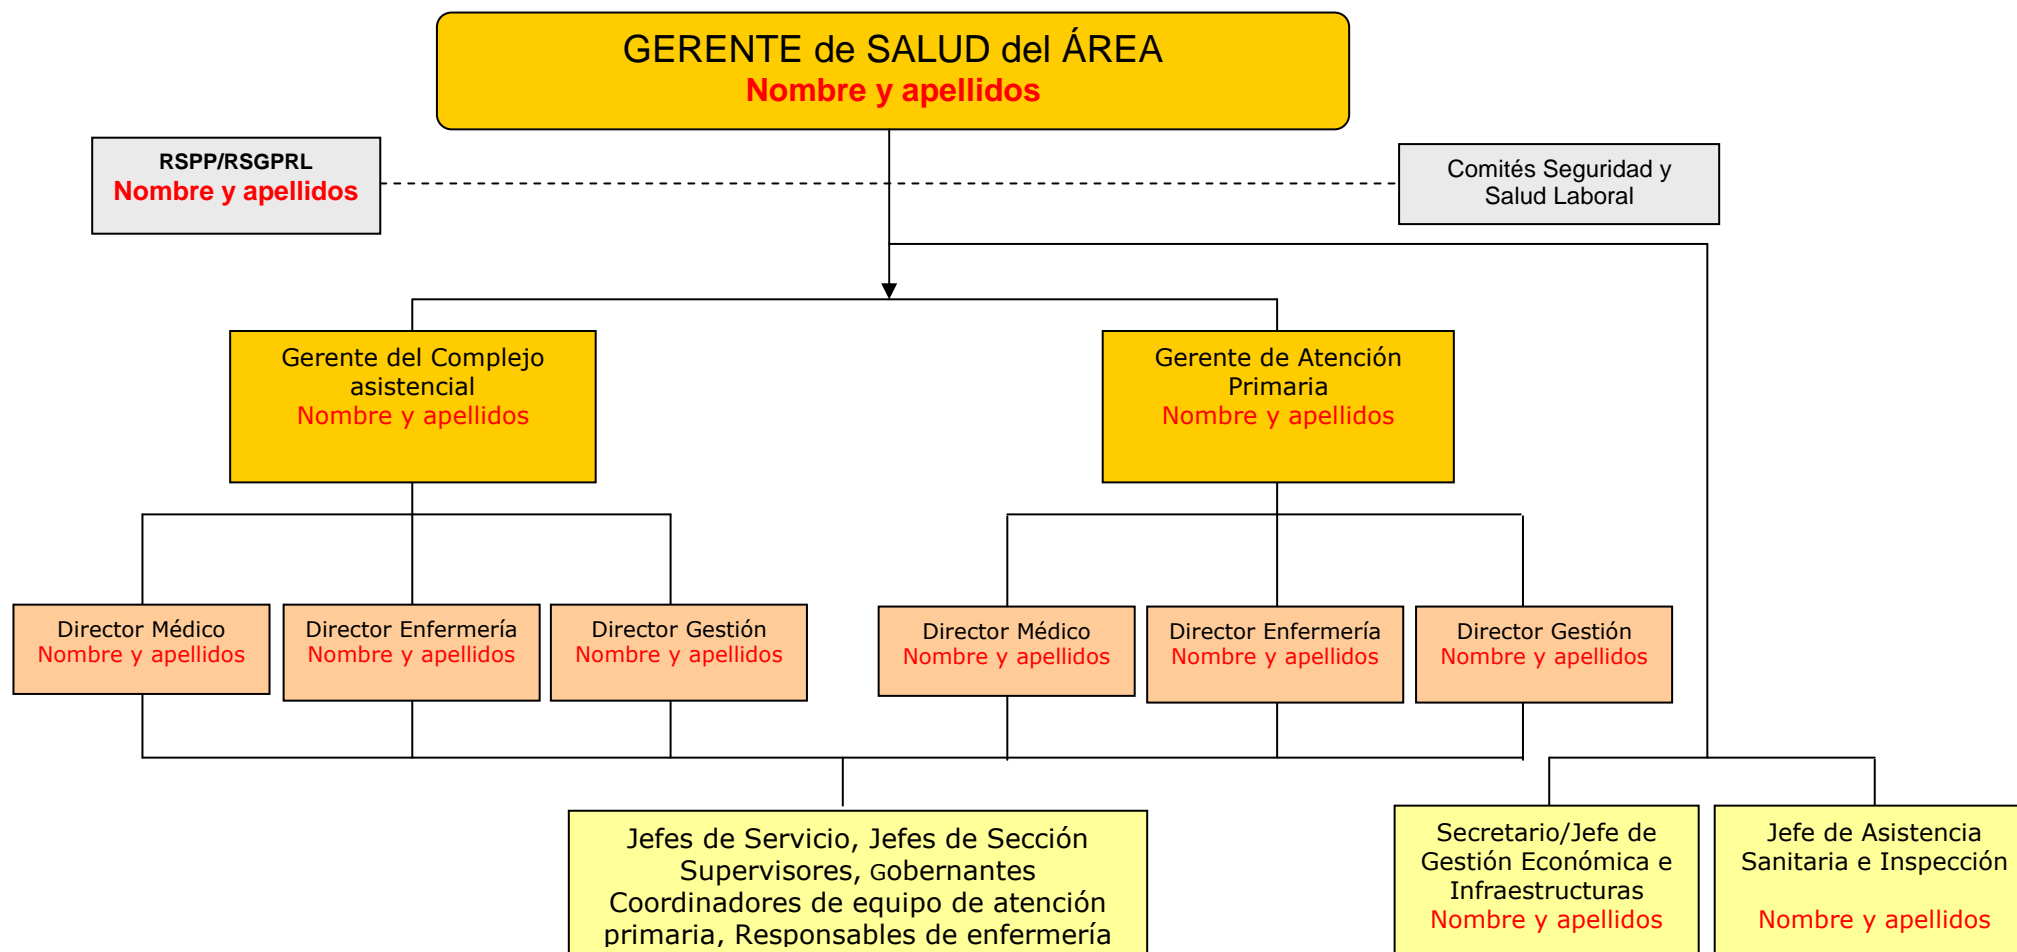 GERENTE de SALUD del ÁREA
Nombre y apellidos
RSPP/RSGPRL
Nombre y apellidos
Comités Seguridad y
Salud Laboral
Gerente del Complejo
asistencial
Nombre y apellidos
Gerente de Atención
Primaria
Nombre y apellidos
Director Médico
Nombre y apellidos
Director Enfermería
Nombre y apellidos
Director Gestión
Nombre y apellidos
Director Médico
Nombre y apellidos
Director Enfermería
Nombre y apellidos
Director Gestión
Nombre y apellidos
Jefes de Servicio, Jefes de Sección
Supervisores, Gobernantes
Coordinadores de equipo de atención
primaria, Responsables de enfermería
Secretario/Jefe de
Gestión Económica e
Infraestructuras
Nombre y apellidos
Jefe de Asistencia
Sanitaria e Inspección
Nombre y apellidos